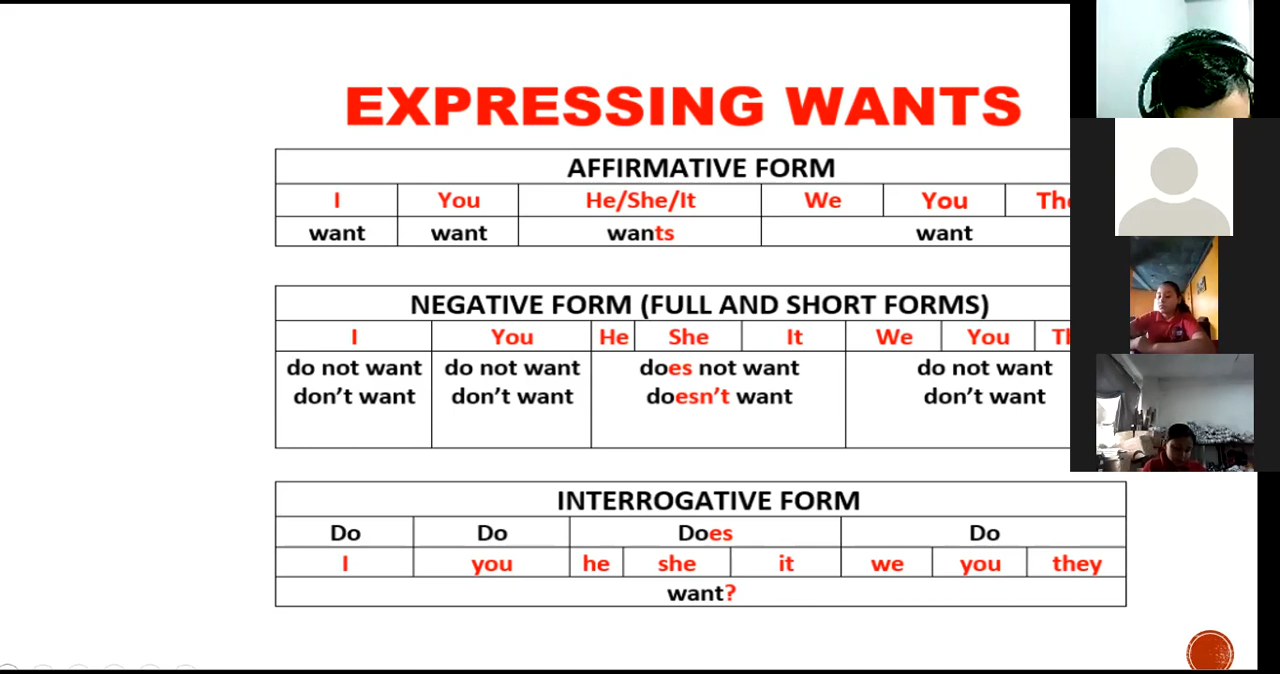 EXPRESSING WANTS
AFFIRMATIVE FORM
I You He/She/It We You
want want wants want
NEGATIVE FORM (FULL AND SHORT FORMS)
I You He She It We You
do not want do not want does not want do not want
don't want don't want doesn't want don't want
INTERROGATIVE FORM
Do Do Does Do
I you he she it we you they
want?